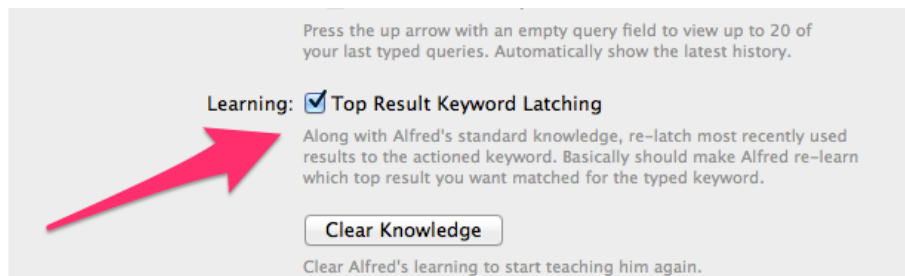 Press the up arrow with an empty query field to view up to 20 of
your last typed queries. Automatically show the latest history.
Learning: Top Result Keyword Latching
Along with Alfred's standard knowledge, re-latch most recently used
results to the actioned keyword. Basically should make Alfred re-learn
which top result you want matched for the typed keyword.
Clear Knowledge
Clear Alfred's learning to start teaching him again.